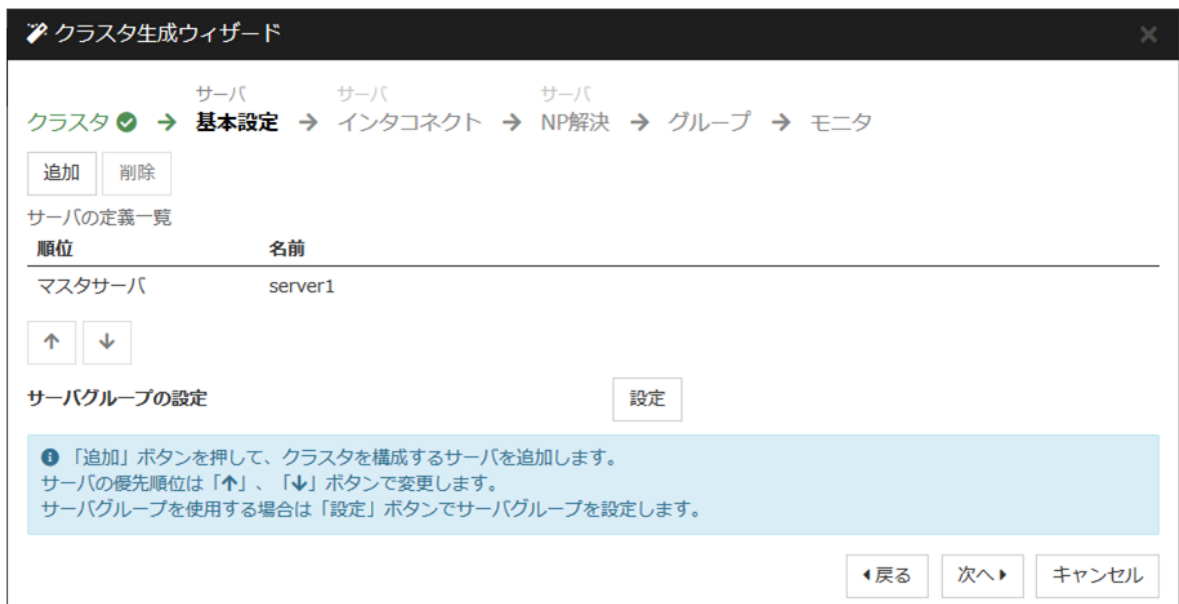 クラスタ生成ウィザード
サーバ サーバ サーバ
クラスタ → 基本設定 → インタコネクト → NP解決 → グループ → モニタ
追加 削除
サーバの定義一覧
順位 名前
マスタサーバ server1
↑ ↓
サーバグループの設定 設定
「追加」ボタンを押して、クラスタを構成するサーバを追加します。
サーバの優先順位は「↑」、「↓」ボタンで変更します。
サーバグループを使用する場合は「設定」ボタンでサーバグループを設定します。
戻る 次へ キャンセル